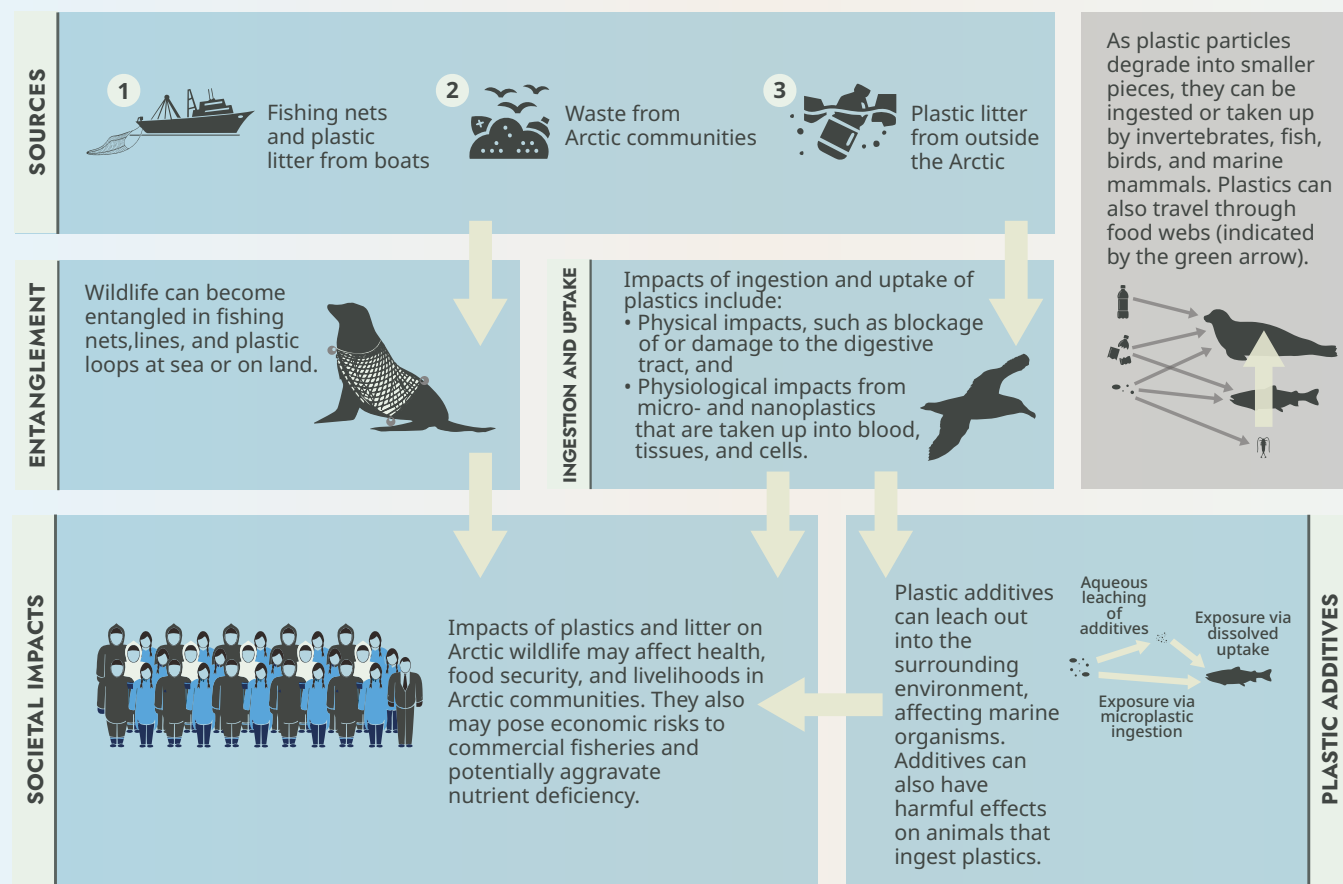 SOURCES
1
Fishing nets
and plastic
litter from boats
2
Waste from
Arctic communities
3
Plastic litter
from outside
the Arctic
As plastic particles
degrade into smaller
pieces, they can be
ingested or taken up
by invertebrates, fish,
birds, and marine
mammals. Plastics can
also travel through
food webs (indicated
by the green arrow).
ENTANGLEMENT
Wildlife can become
entangled in fishing
nets,lines, and plastic
loops at sea or on land.
INGESTION AND UPTAKE
Impacts of ingestion and uptake of
plastics include:
• Physical impacts, such as blockage
of or damage to the digestive
tract, and
• Physiological impacts from
micro- and nanoplastics
that are taken up into blood,
tissues, and cells.
SOCIETAL IMPACTS
Impacts of plastics and litter on
Arctic wildlife may affect health,
food security, and livelihoods in
Arctic communities. They also
may pose economic risks to
commercial fisheries and
potentially aggravate
nutrient deficiency.
Plastic additives
can leach out
into the
surrounding
environment,
affecting marine
organisms.
Additives can
also have
harmful effects
on animals that
ingest plastics.
Aqueous
leaching
of
additives
Exposure via
dissolved
uptake
Exposure via
microplastic
ingestion
PLASTIC ADDITIVES